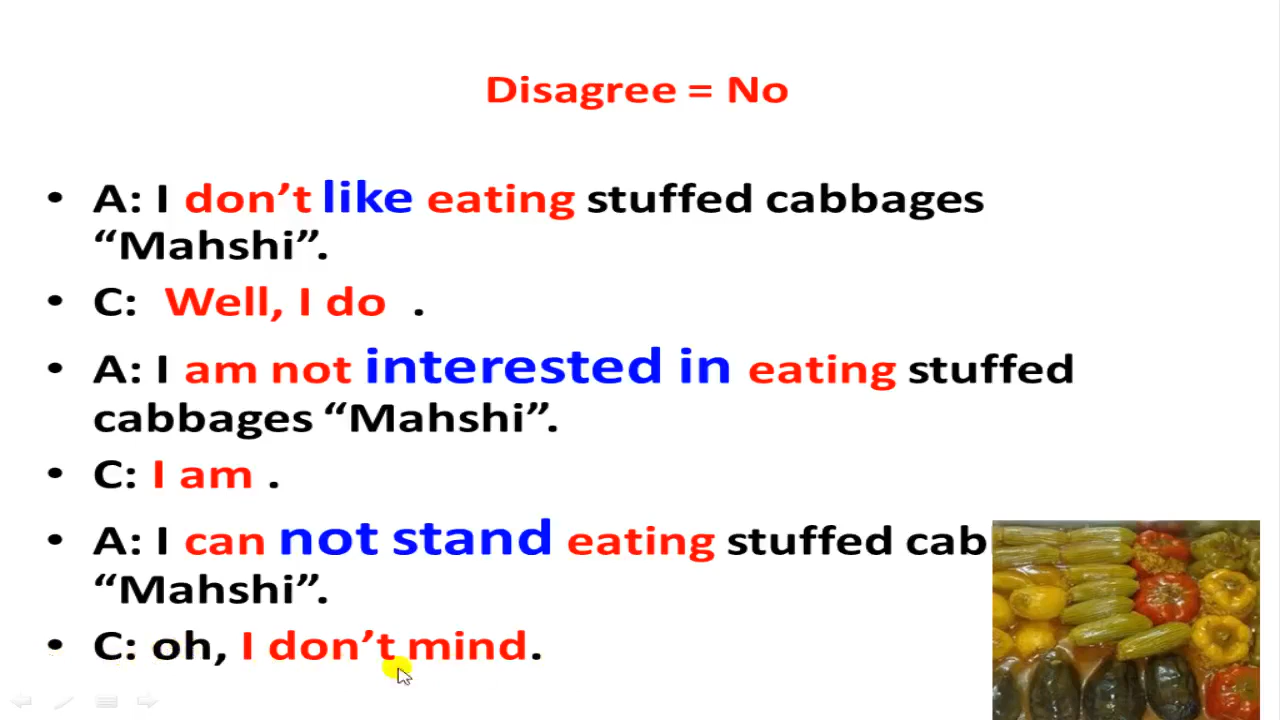 Disagree = No
• A: I don’t like eating stuffed cabbages
“Mahshi”.
• C: Well, I do .
• A: I am not interested in eating stuffed
cabbages “Mahshi”.
• C: I am .
• A: I can not stand eating stuffed cab
“Mahshi”.
• C: oh, I don’t mind.